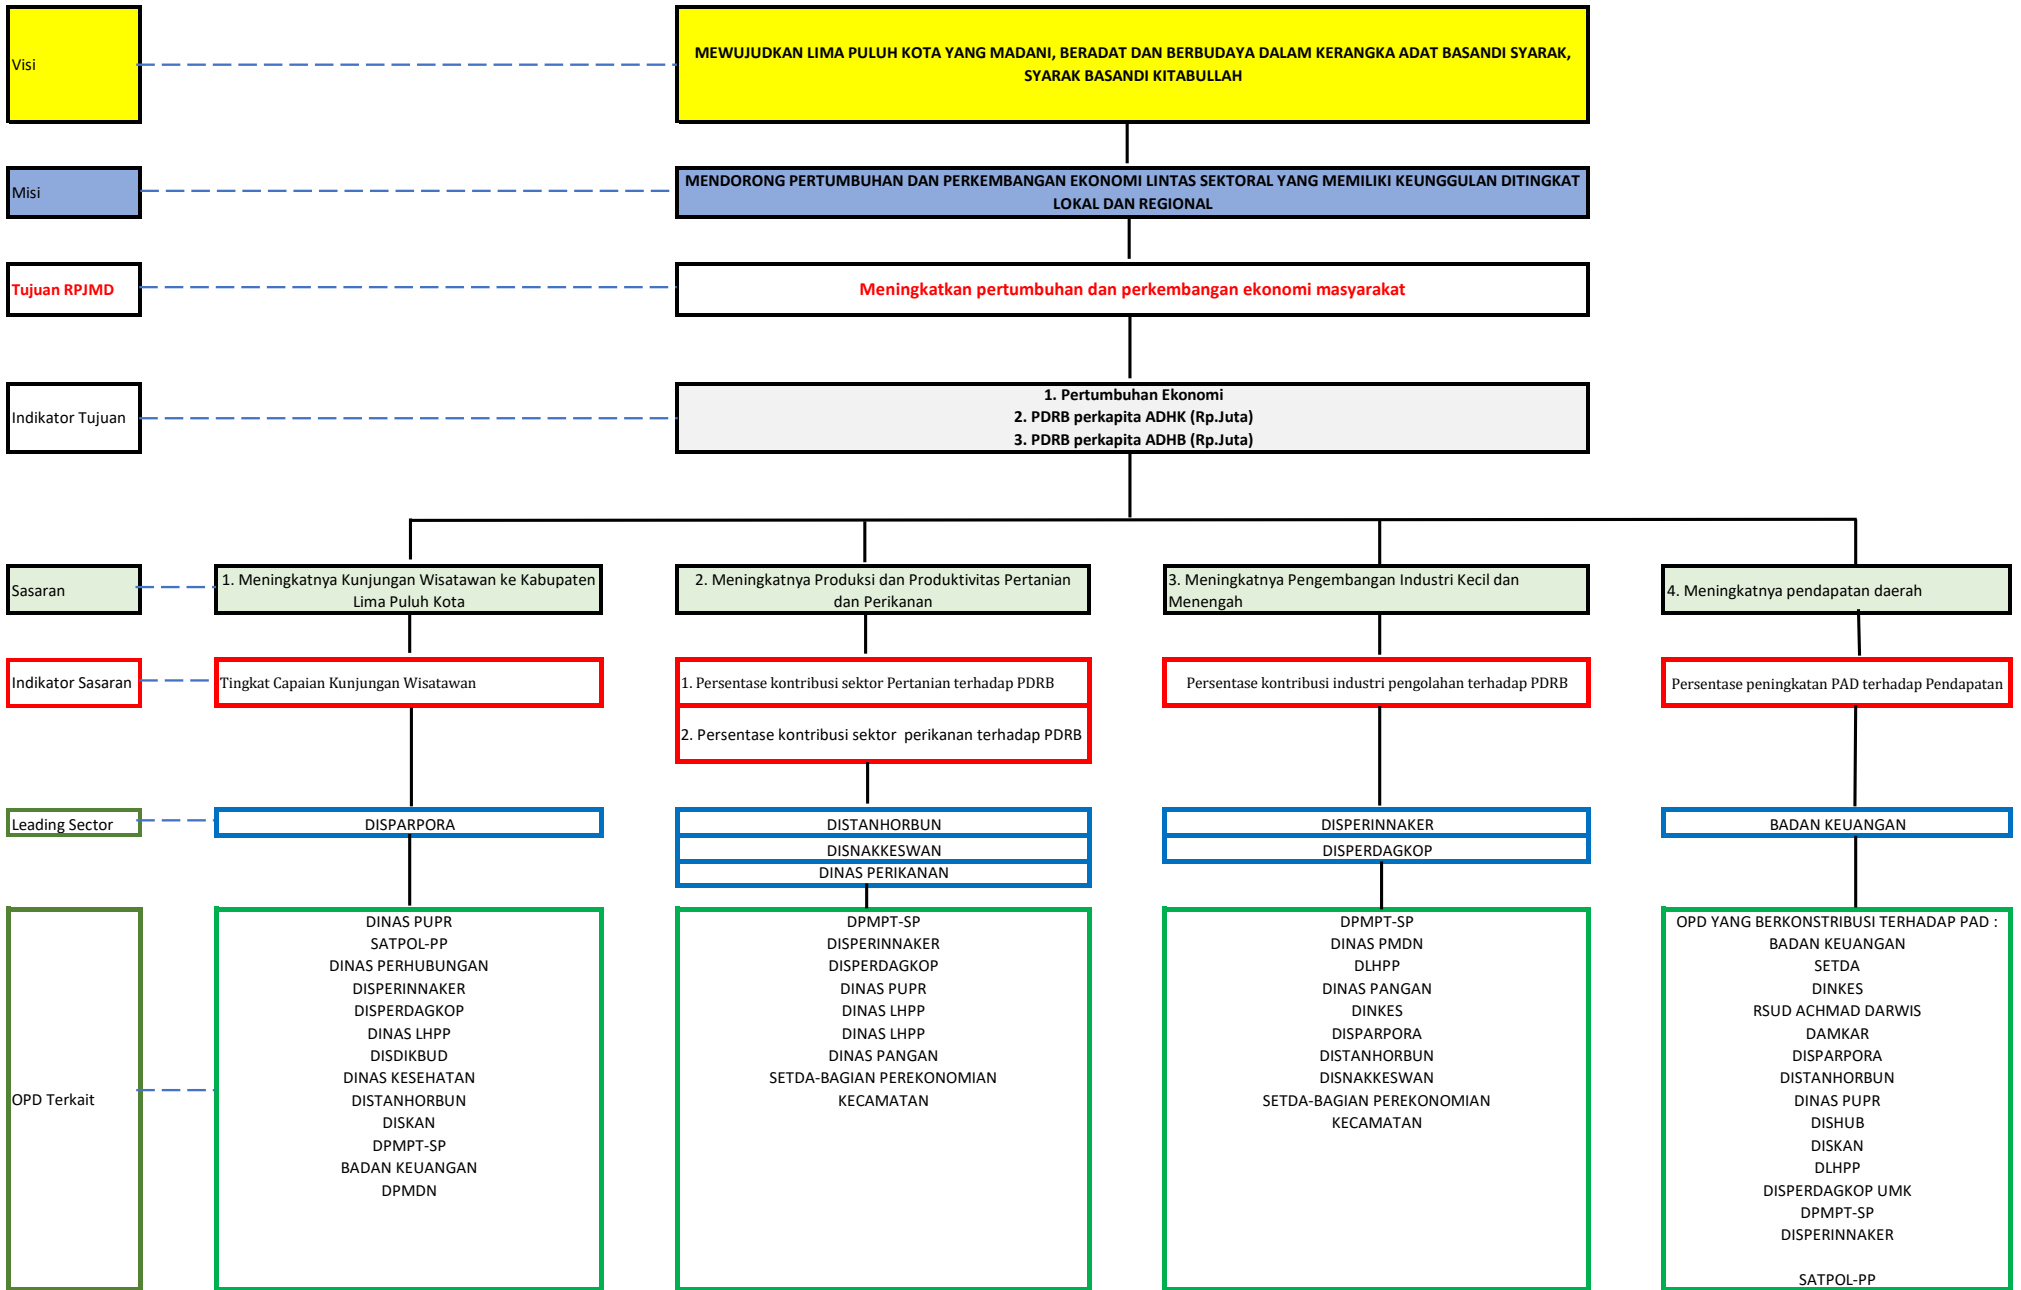 Visi
MEWUJUDKAN LIMA PULUH KOTA YANG MADANI, BERADAT DAN BERBUDAYA DALAM KERANGKA ADAT BASANDI SYARAK,
SYARAK BASANDI KITABULLAH
Misi
MENDORONG PERTUMBUHAN DAN PERKEMBANGAN EKONOMI LINTAS SEKTORAL YANG MEMILIKI KEUNGGULAN DITINGKAT
LOKAL DAN REGIONAL
Tujuan RPJMD
Meningkatkan pertumbuhan dan perkembangan ekonomi masyarakat
Indikator Tujuan
1. Pertumbuhan Ekonomi
2. PDRB perkapita ADHK (Rp.Juta)
3. PDRB perkapita ADHB (Rp.Juta)
Sasaran
1. Meningkatnya Kunjungan Wisatawan ke Kabupaten
Lima Puluh Kota
2. Meningkatnya Produksi dan Produktivitas Pertanian
dan Perikanan
3. Meningkatnya Pengembangan Industri Kecil dan
Menengah
4. Meningkatnya pendapatan daerah
Indikator Sasaran
Tingkat Capaian Kunjungan Wisatawan
1. Persentase kontribusi sektor Pertanian terhadap PDRB
2. Persentase kontribusi sektor  perikanan terhadap PDRB
Persentase kontribusi industri pengolahan terhadap PDRB
Persentase peningkatan PAD terhadap Pendapatan
Leading Sector
DISPARPORA
DISTANHORBUN
DISNAKKESWAN
DINAS PERIKANAN
DISPERINNAKER
DISPERDAGKOP
BADAN KEUANGAN
OPD Terkait
DINAS PUPR
SATPOL-PP
DINAS PERHUBUNGAN
DISPERINNAKER
DISPERDAGKOP
DINAS LHPP
DISDIKBUD
DINAS KESEHATAN
DISTANHORBUN
DISKAN
DPMPT-SP
BADAN KEUANGAN
DPMDN
DPMPT-SP
DISPERINNAKER
DISPERDAGKOP
DINAS PUPR
DINAS LHPP
DINAS LHPP
DINAS PANGAN
SETDA-BAGIAN PEREKONOMIAN
KECAMATAN
DPMPT-SP
DINAS PMDN
DLHPP
DINAS PANGAN
DINKES
DISPARPORA
DISTANHORBUN
DISNAKKESWAN
SETDA-BAGIAN PEREKONOMIAN
KECAMATAN
OPD YANG BERKONSTRIBUSI TERHADAP PAD :
BADAN KEUANGAN
SETDA
DINKES
RSUD ACHMAD DARWIS
DAMKAR
DISPARPORA
DISTANHORBUN
DINAS PUPR
DISHUB
DISKAN
DLHPP
DISPERDAGKOP UMK
DPMPT-SP
DISPERINNAKER
SATPOL-PP